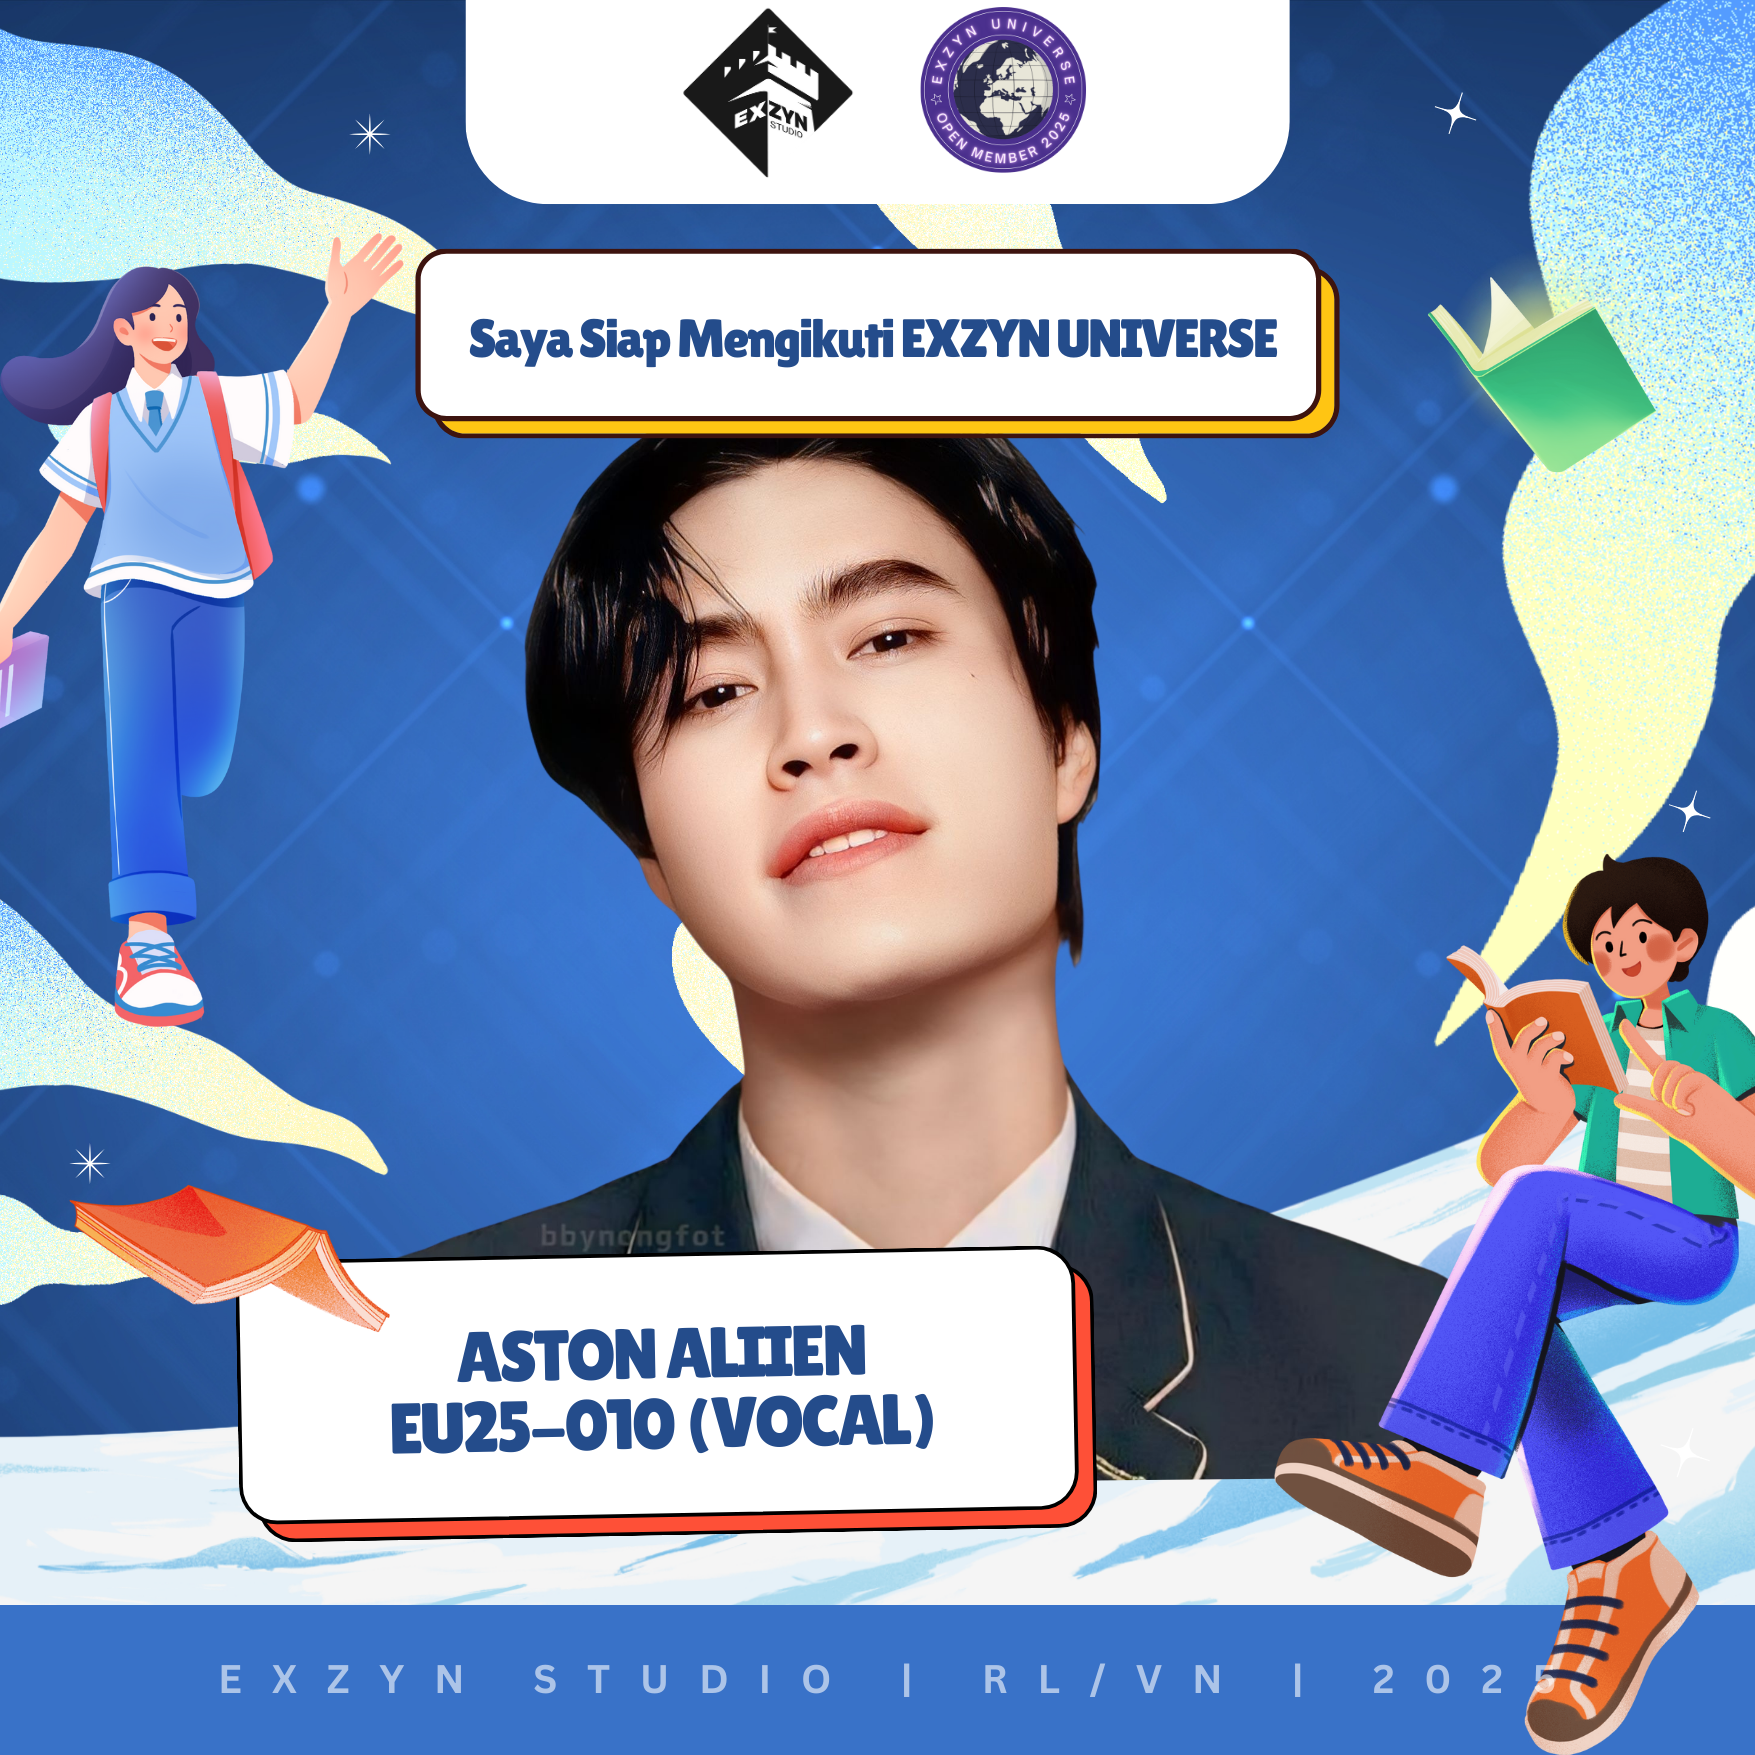 EXZYN
STUDIO
EXZYN UNIVERSE
OPEN MEMBER 2025
Saya Siap Mengikuti EXZYN UNIVERSE
bbynongfot
ASTON ALIIEN
EU25-010 (VOCAL)
EXZYN STUDIO | RL/VN | 2025